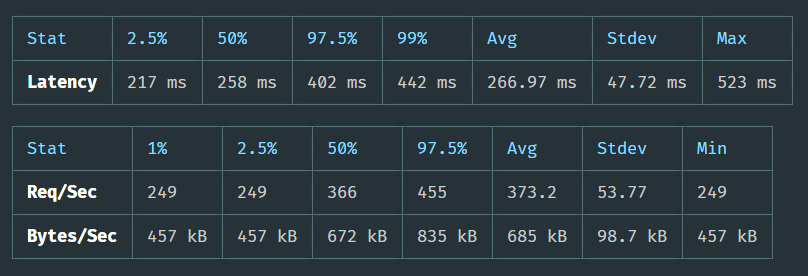 Stat 2.5% 50% 97.5% 99% Avg Stdev Max
Latency 217 ms 258 ms 402 ms 442 ms 266.97 ms 47.72 ms 523 ms
Stat 1% 2.5% 50% 97.5% Avg Stdev Min
Req/Sec 249 249 366 455 373.2 53.77 249
Bytes/Sec 457 kB 457 kB 672 kB 835 kB 685 kB 98.7 kB 457 kB